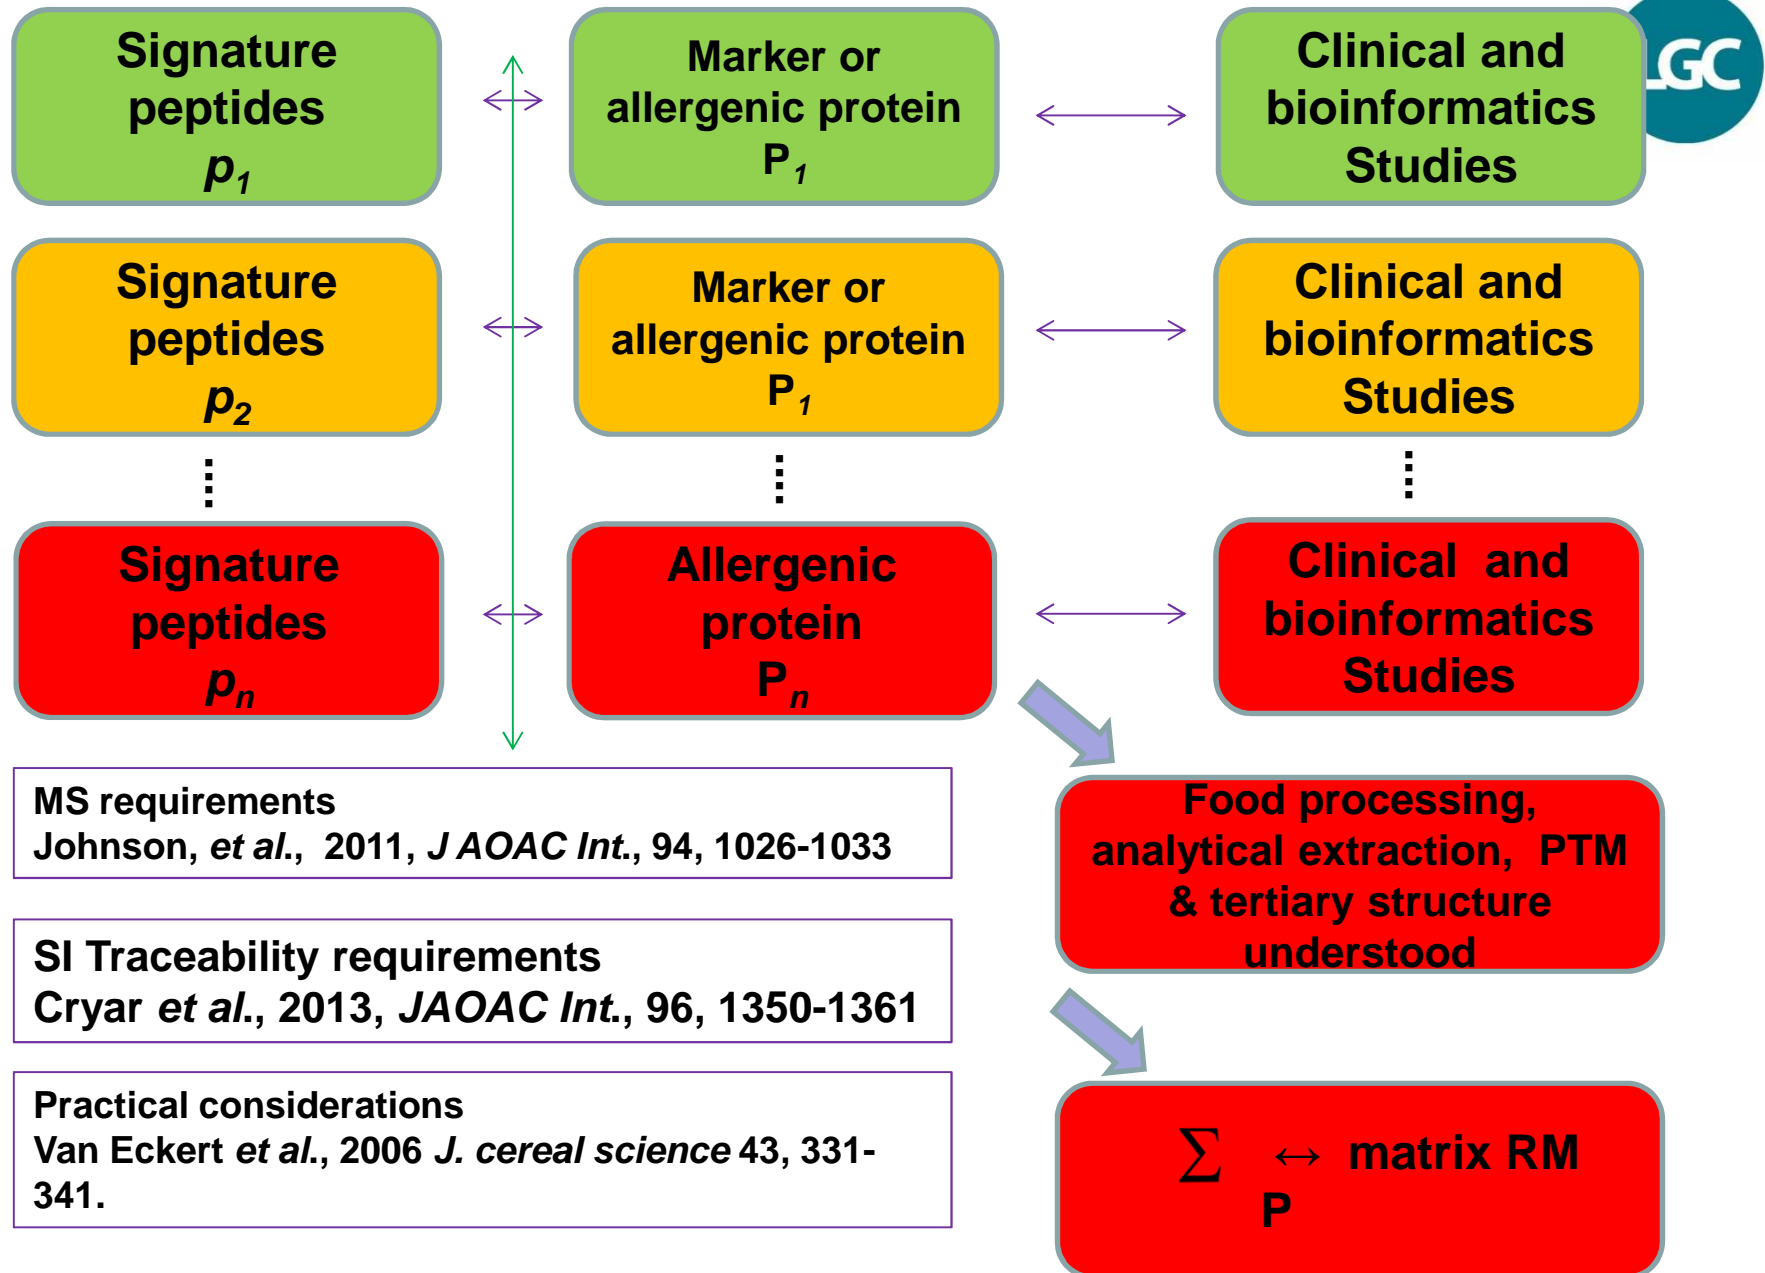 Signature
peptides
p1
Marker or
allergenic protein
P1
Clinical and
bioinformatics
Studies
LGC
Signature
peptides
p2
Marker or
allergenic protein
P1
Clinical and
bioinformatics
Studies
Signature
peptides
pn
Allergenic
protein
Pn
Clinical and
bioinformatics
Studies
MS requirements
Johnson, et al., 2011, J AOAC Int., 94, 1026-1033
SI Traceability requirements
Cryar et al., 2013, JAOAC Int., 96, 1350-1361
Practical considerations
Van Eckert et al., 2006 J. cereal science 43, 331-
341.
Food processing,
analytical extraction, PTM
& tertiary structure
understood
∑ ↔ matrix RM
P